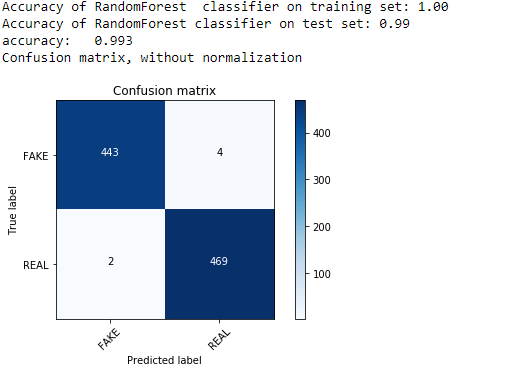 Accuracy of RandomForest  classifier on training set: 1.00
Accuracy of RandomForest classifier on test set: 0.99
accuracy:   0.993
Confusion matrix, without normalization
Confusion matrix
443 4
2 469
FAKE
REAL
True label
FAKE REAL
Predicted label
400
300
200
100